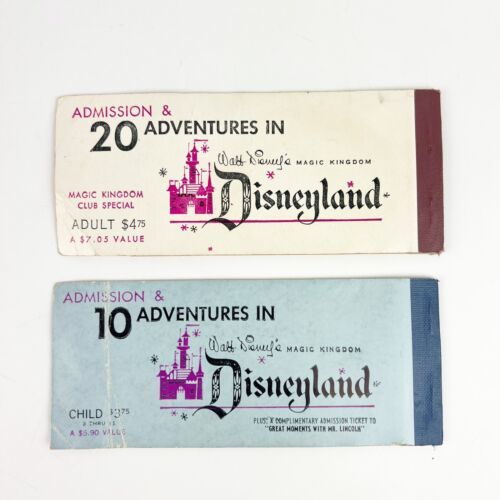 ADMISSION &
20 ADVENTURES IN
Walt Disney's MAGIC KINGDOM
Disneyland
MAGIC KINGDOM
CLUB SPECIAL
ADULT $4.75
A $7.05 VALUE
ADMISSION &
10 ADVENTURES IN
Walt Disney's MAGIC KINGDOM
Disneyland
CHILD $3.75
A $5.90 VALUE
PLUS, A COMPLIMENTARY ADMISSION TICKET TO
"GREAT MOMENTS WITH MR. LINCOLN"